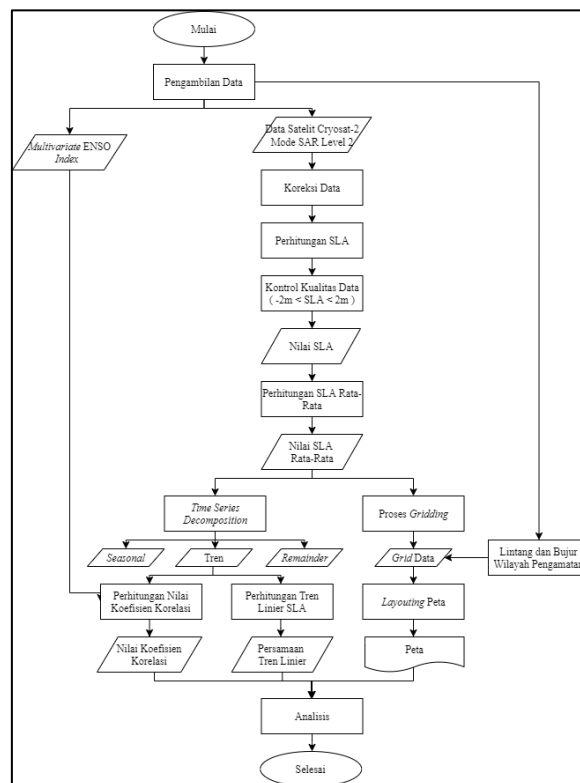 Mulai
Pengambilan Data
Multivariate ENSO
Index
Data Satelit Cryosat-2
Mode SAR Level 2
Koreksi Data
Perhitungan SLA
Kontrol Kualitas Data
( -2m < SLA < 2m )
Nilai SLA
Perhitungan SLA Rata-
Rata
Nilai SLA
Rata-Rata
Time Series
Decomposition
Proses Gridding
Seasonal
Tren
Remainder
Grid Data
Lintang dan Bujur
Wilayah Pengamatan
Perhitungan Nilai
Koefisien Korelasi
Perhitungan Tren
Linier SLA
Layouting Peta
Nilai Koefisien
Korelasi
Persamaan
Tren Linier
Peta
Analisis
Selesai